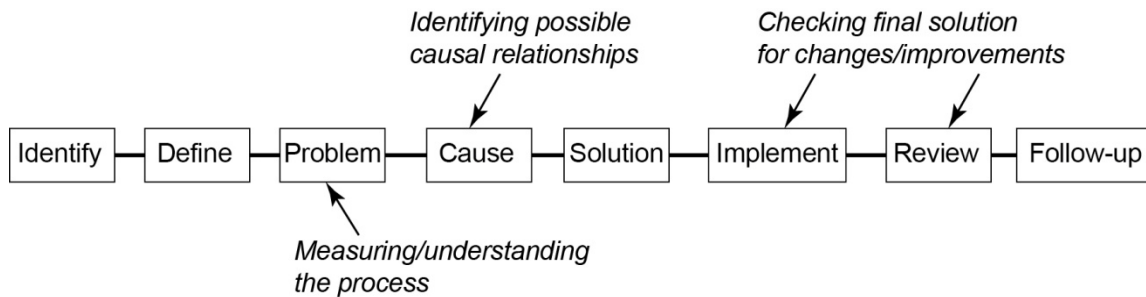 Identifying possible
causal relationships
Checking final solution
for changes/improvements
Identify
Define
Problem
Cause
Solution
Implement
Review
Follow-up
Measuring/understanding
the process